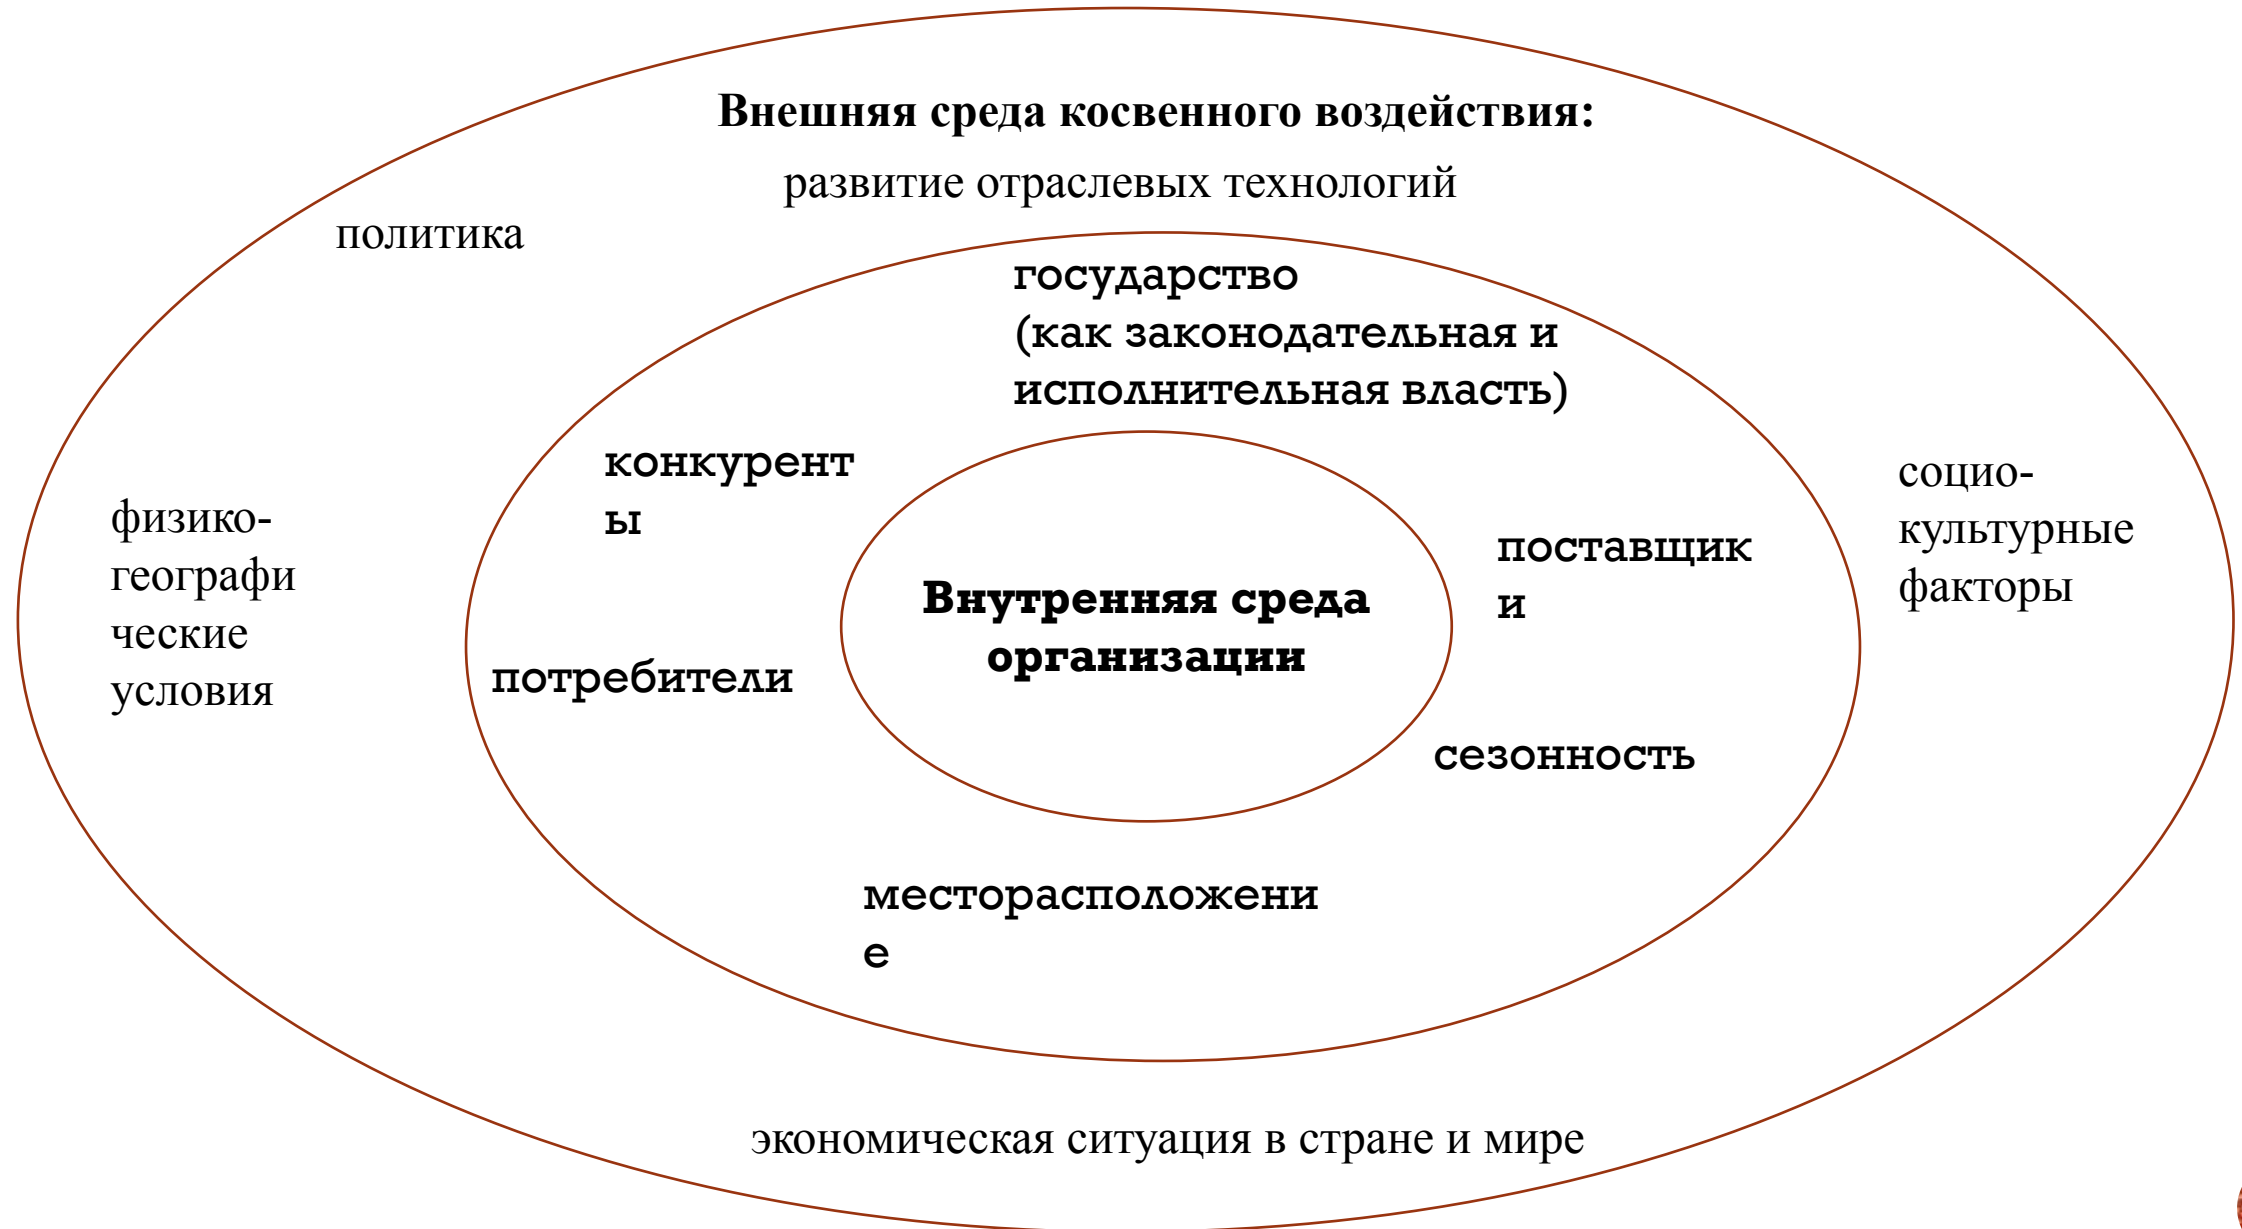 Внешняя среда косвенного воздействия:
развитие отраслевых технологий
политика
государство
(как законодательная и
исполнительная власть)
конкурент
ы
социо-
культурные
факторы
физико-
географи
ческие
условия
поставщик
и
Внутренняя среда
организации
потребители
сезонность
месторасположени
е
экономическая ситуация в стране и мире